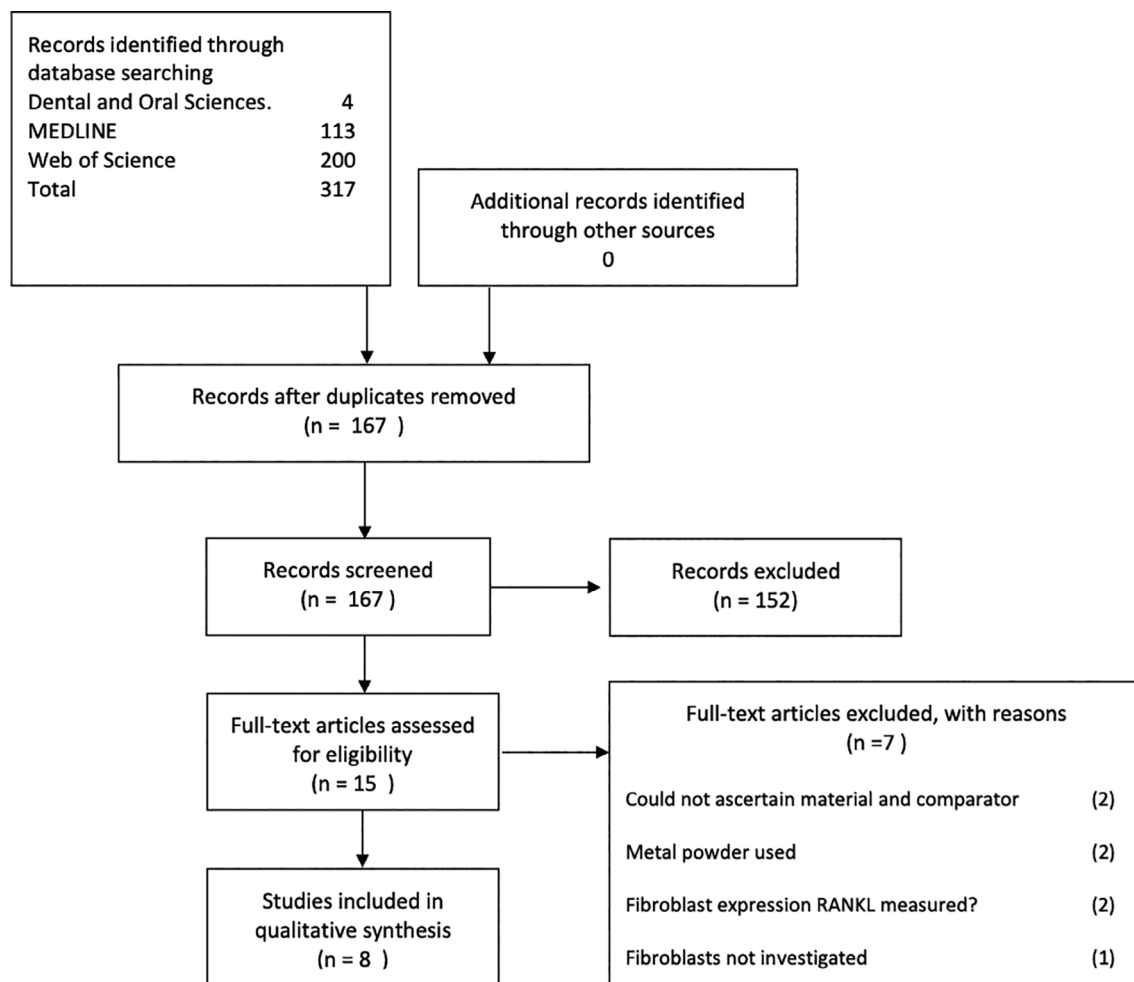 Records identified through
database searching
Dental and Oral Sciences. 4
MEDLINE 113
Web of Science 200
Total 317
Additional records identified
through other sources
0
Records after duplicates removed
(n = 167 )
Records screened
(n = 167 )
Records excluded
(n = 152)
Full-text articles assessed
for eligibility
(n = 15 )
Full-text articles excluded, with reasons
(n =7 )
Could not ascertain material and comparator (2)
Metal powder used (2)
Fibroblast expression RANKL measured? (2)
Fibroblasts not investigated (1)
Studies included in
qualitative synthesis
(n = 8 )